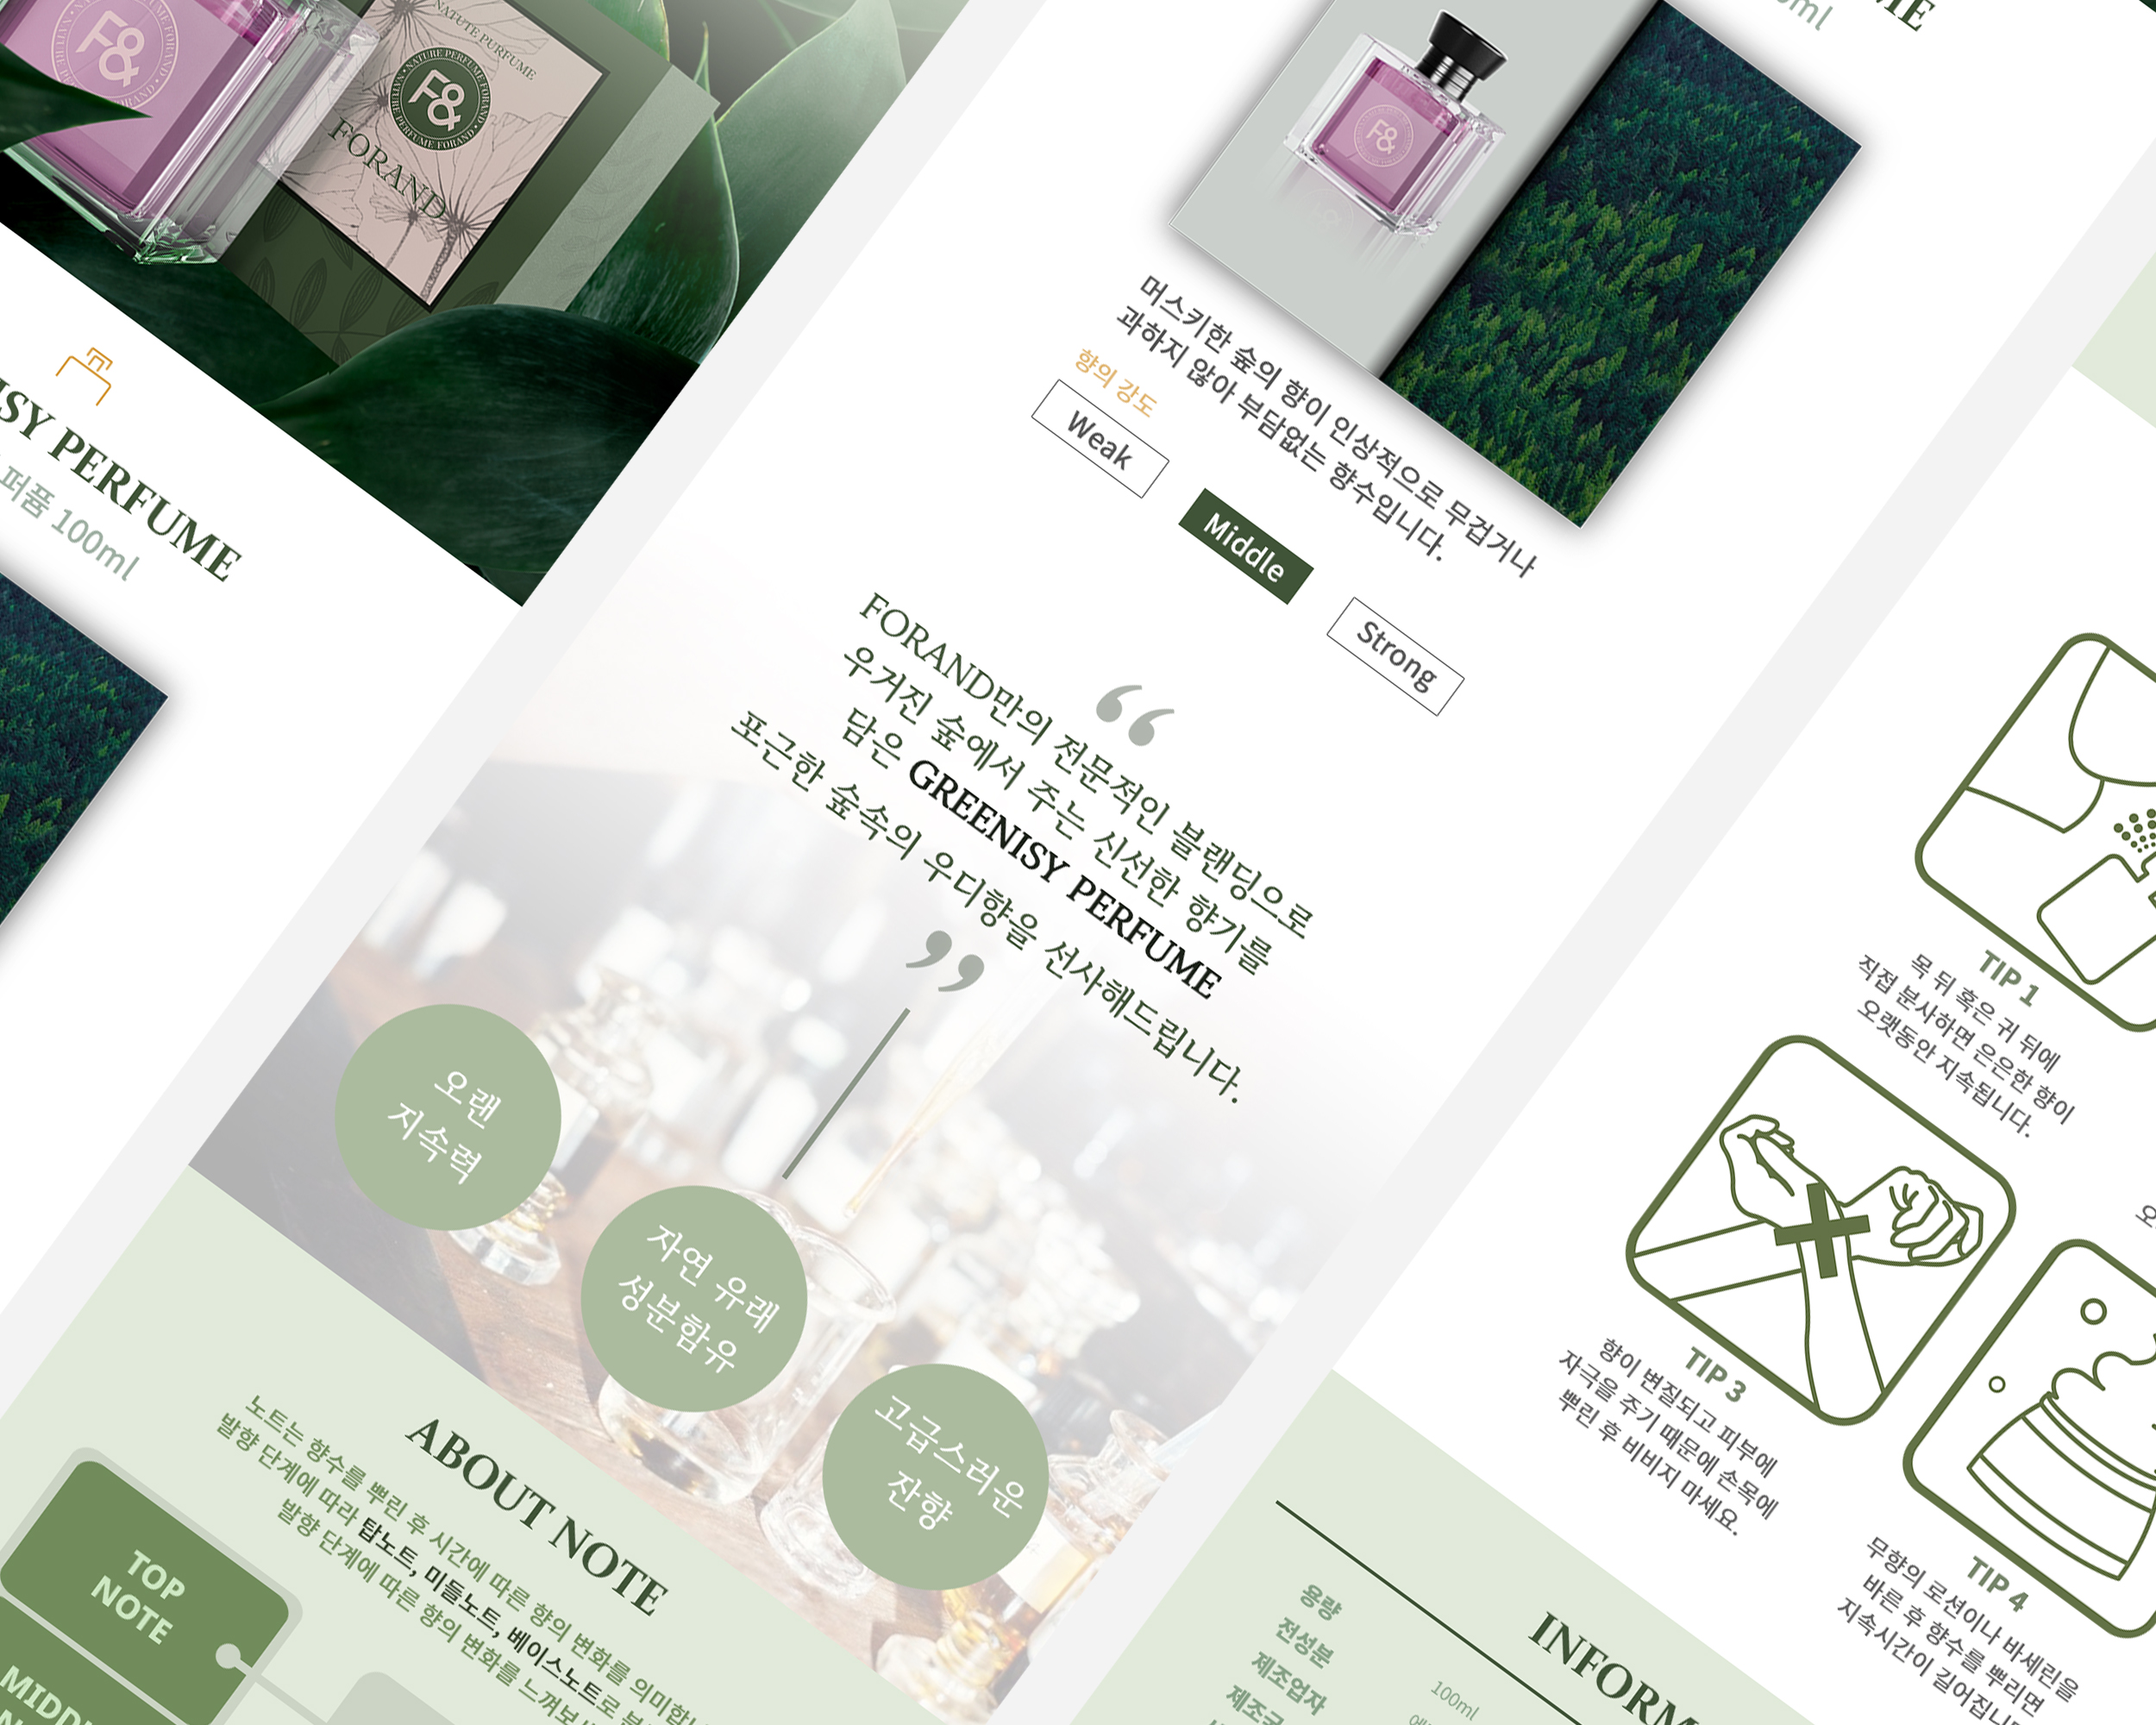 NATUTE PURFUME
NATURE PERFUME FORAND
F&
FORAND
SY PERFUME
퍼퓸 100ml
F&
머스키한 숲의 향이 인상적으로 무겁거나
과하지 않아 부담없는 향수입니다.
향의 강도
Weak
Middle
Strong
“
FORAND만의 전문적인 블랜딩으로
우거진 숲에서 주는 신선한 향기를
담은 GREENISY PERFUME
포근한 숲속의 우디향을 선사해드립니다.
”
오랜
지속력
자연 유래
성분함유
고급스러운
잔향
ABOUT NOTE
노트는 향수를 뿌린 후 시간에 따른 향의 변화를 의미합니
발향 단계에 따라 탑노트, 미들노트, 베이스노트로
발향 단계에 따른 향의 변화를 느껴보
TOP
NOTE
MIDD
TIP 1
목 뒤 혹은 귀 뒤에
직접 분사하면 은은한 향이
오랫동안 지속됩니다.
TIP 3
향이 변질되고 피부에
자극을 주기 때문에 손목에
뿌린 후 비비지 마세요.
TIP 4
무향의 로션이나 바세린을
바른 후 향수를 뿌리면
지속시간이 길어집니
INFORM
용량
100ml
전성분
제조업자
제조국